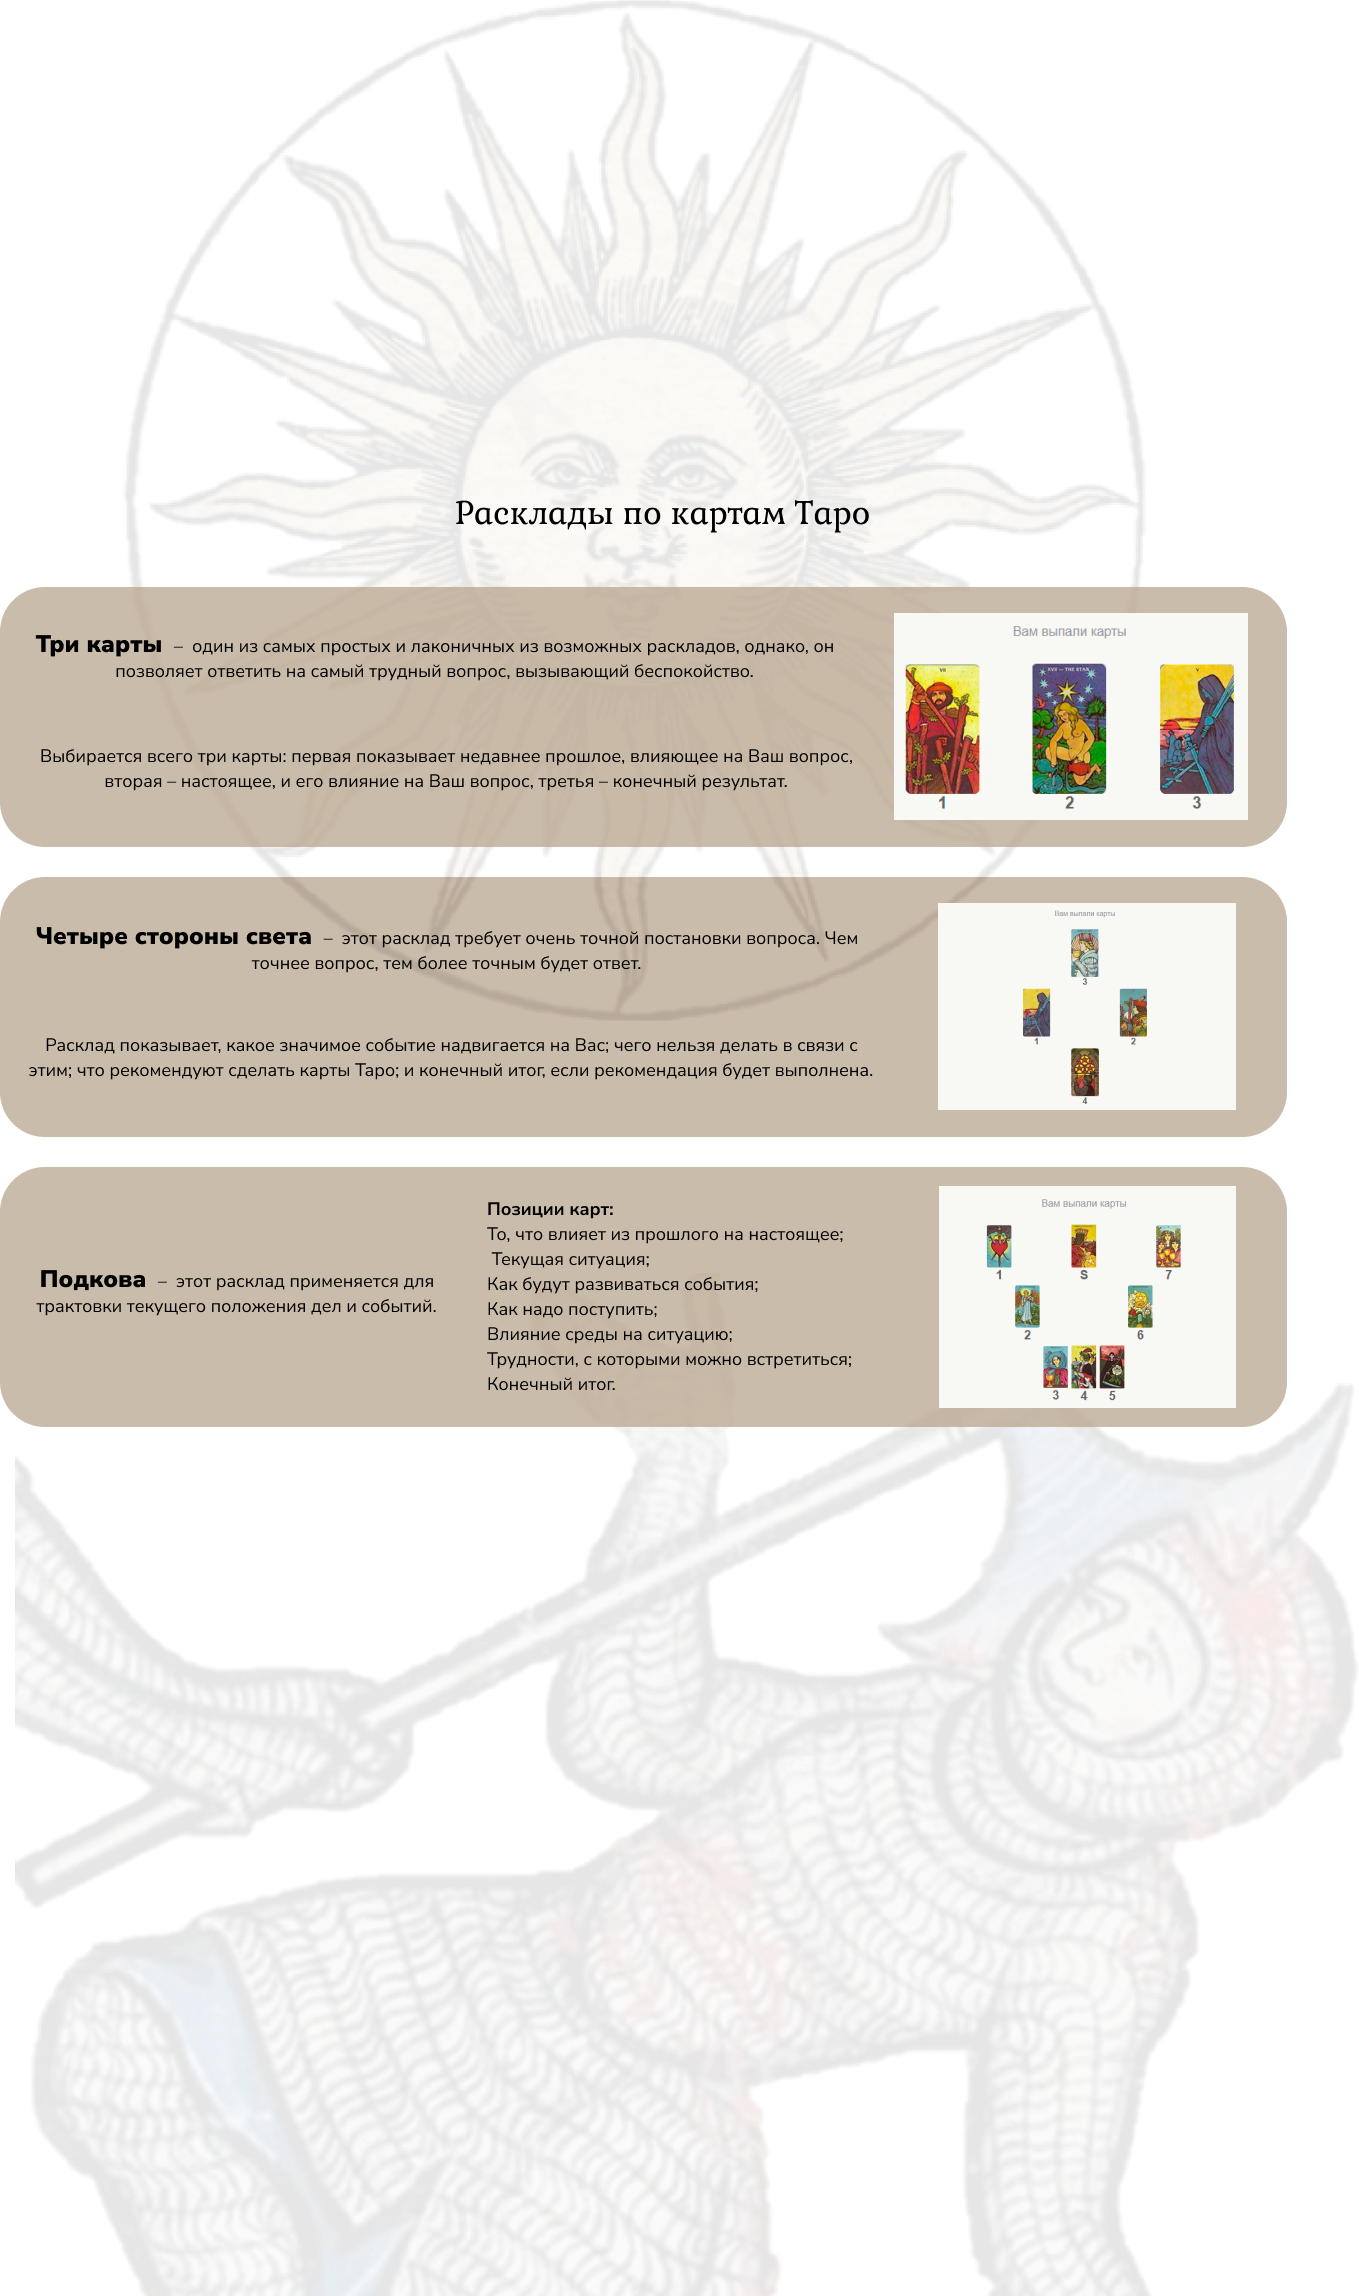 Расклады по картам Таро
Три карты – один из самых простых и лаконичных из возможных раскладов, однако, он
позволяет ответить на самый трудный вопрос, вызывающий беспокойство.
Выбирается всего три карты: первая показывает недавнее прошлое, влияющее на Ваш вопрос,
вторая – настоящее, и его влияние на Ваш вопрос, третья – конечный результат.
Вам выпали карты
VII
XVII — THE STAR
V
1
2
3
Четыре стороны света – этот расклад требует очень точной постановки вопроса. Чем
точнее вопрос, тем более точным будет ответ.
Расклад показывает, какое значимое событие надвигается на Вас; чего нельзя делать в связи с
этим; что рекомендуют сделать карты Таро; и конечный итог, если рекомендация будет выполнена.
Вам выпали карты
3
1
2
4
Подкова – этот расклад применяется для
трактовки текущего положения дел и событий.
Позиции карт:
То, что влияет из прошлого на настоящее;
Текущая ситуация;
Как будут развиваться события;
Как надо поступить;
Влияние среды на ситуацию;
Трудности, с которыми можно встретиться;
Конечный итог.
Вам выпали карты
1
S
7
2
6
3
4
5